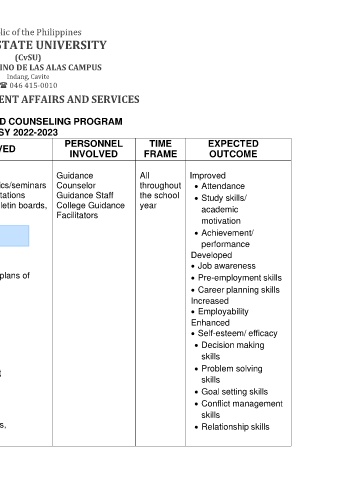 lic of the Philippines
STATE UNIVERSITY
(CvSU)
INO DE LAS ALAS CAMPUS
Indang, Cavite
☎ 046 415-0010
ENT AFFAIRS AND SERVICES
D COUNSELING PROGRAM
SY 2022-2023
VED
PERSONNEL
INVOLVED
TIME
FRAME
EXPECTED
OUTCOME
ics/seminars
tations
letin boards,
plans of
s.
Guidance
Counselor
Guidance Staff
College Guidance
Facilitators
All
throughout
the school
year
Improved
• Attendance
• Study skills/
academic
motivation
• Achievement/
performance
Developed
• Job awareness
• Pre-employment skills
• Career planning skills
Increased
• Employability
Enhanced
• Self-esteem/ efficacy
• Decision making
skills
• Problem solving
skills
• Goal setting skills
• Conflict management
skills
• Relationship skills